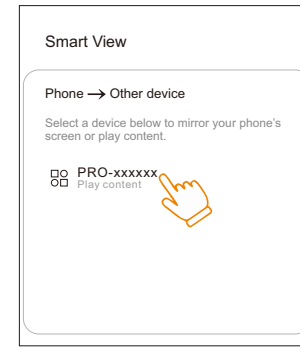 Smart View
Phone → Other device
Select a device below to mirror your phone's
screen or play content.
PRO-xxxxxx
Play content